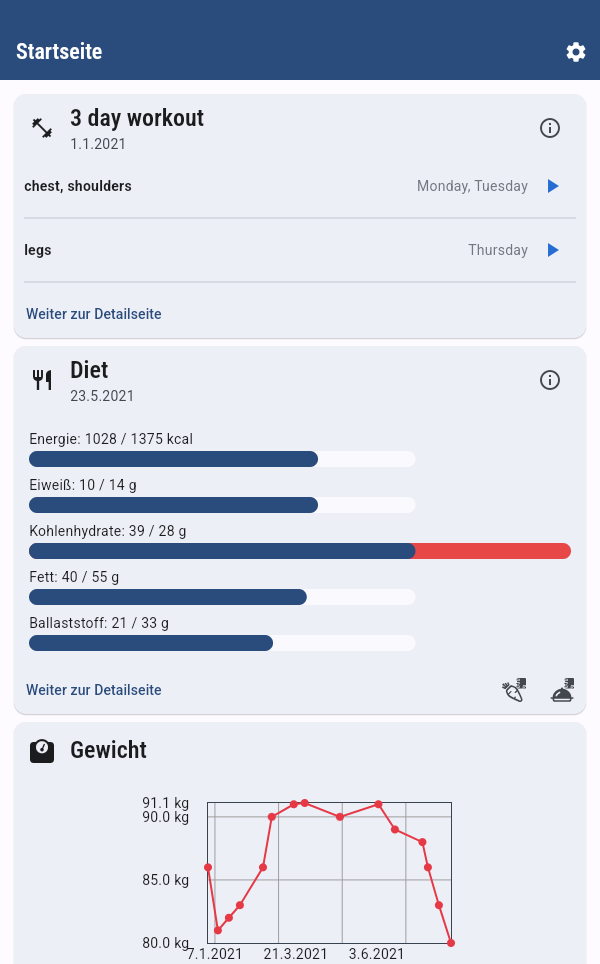 Startseite
3 day workout
1.1.2021
chest, shoulders Monday, Tuesday
legs Thursday
Weiter zur Detailseite
Diet
23.5.2021
Energie: 1028 / 1375 kcal
Eiweiß: 10 / 14 g
Kohlenhydrate: 39 / 28 g
Fett: 40 / 55 g
Ballaststoff: 21 / 33 g
Weiter zur Detailseite
Gewicht
91.1 kg
90.0 kg
85.0 kg
80.0 kg
7.1.2021 21.3.2021 3.6.2021